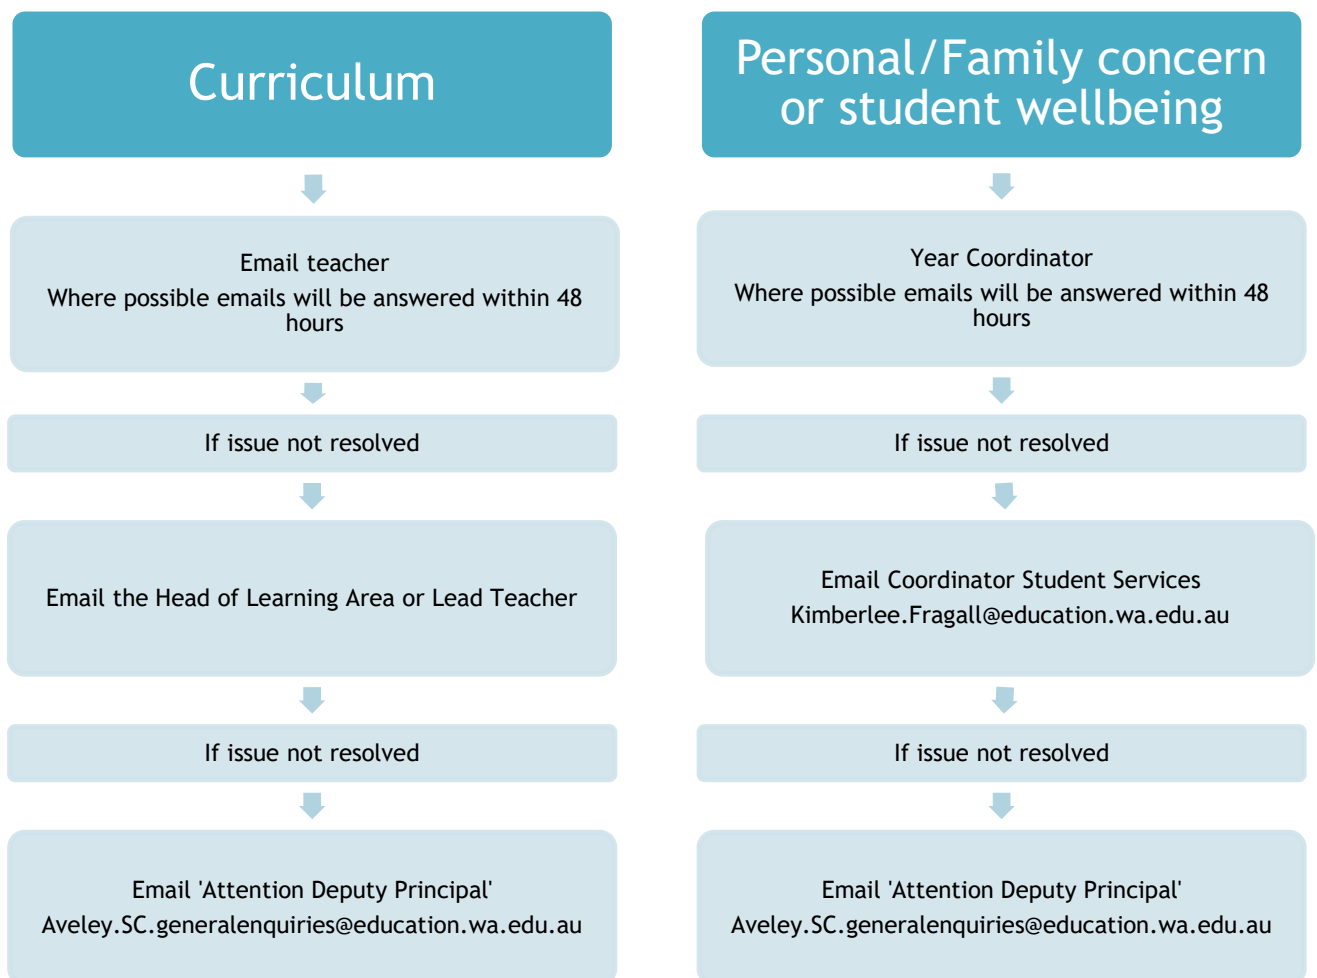 Curriculum
Email teacher
Where possible emails will be answered within 48
hours
If issue not resolved
Email the Head of Learning Area or Lead Teacher
If issue not resolved
Email 'Attention Deputy Principal'
Aveley.SC.generalenquiries@education.wa.edu.au
Personal/Family concern
or student wellbeing
Year Coordinator
Where possible emails will be answered within 48
hours
If issue not resolved
Email Coordinator Student Services
Kimberlee.Fragall@education.wa.edu.au
If issue not resolved
Email 'Attention Deputy Principal'
Aveley.SC.generalenquiries@education.wa.edu.au